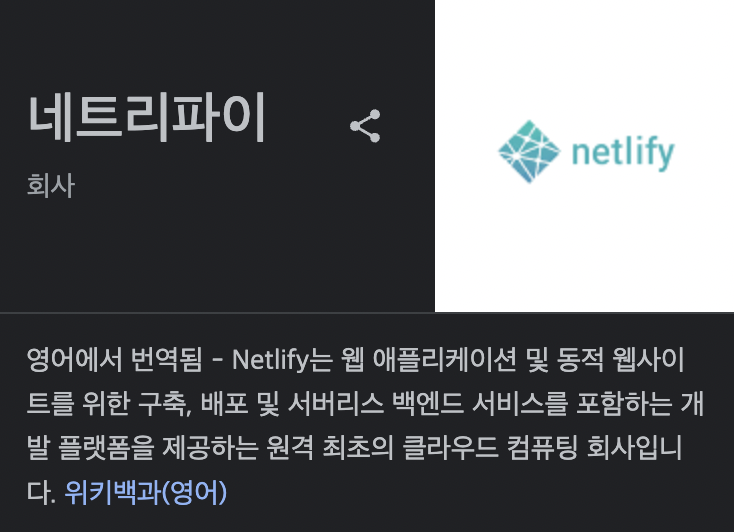 네트리파이
회사
netlify
영어에서 번역됨 – Netlify는 웹 애플리케이션 및 동적 웹사이
트를 위한 구축, 배포 및 서버리스 백엔드 서비스를 포함하는 개
발 플랫폼을 제공하는 원격 최초의 클라우드 컴퓨팅 회사입니
다. 위키백과(영어)